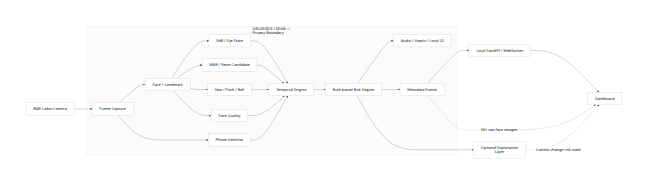 ON-DEVICE / EDGE —
Privacy Boundary
EAR / Eye State
Audio / Haptic / Local UI
Local FastAPI / WebSocket
MAR / Yawn Candidate
Face + Landmark
Yaw / Pitch / Roll
Temporal Engine
Rule-based Risk Engine
Metadata Events
Dashboard
RGB Cabin Camera
Frame Capture
Face Quality
NO raw face images
Phone Detector
Optional Explanation
Layer
Cannot change risk state